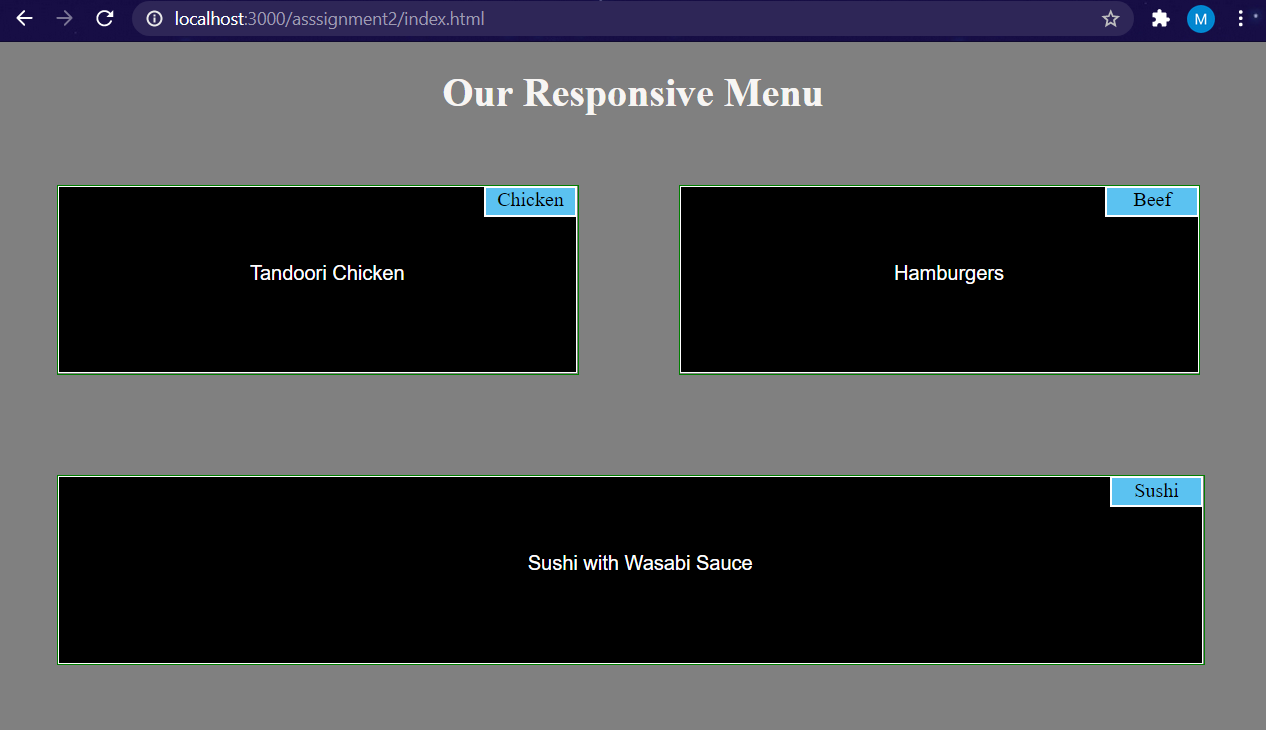 localhost:3000/asssignment2/index.html
M
Our Responsive Menu
Chicken
Tandoori Chicken
Beef
Hamburgers
Sushi
Sushi with Wasabi Sauce